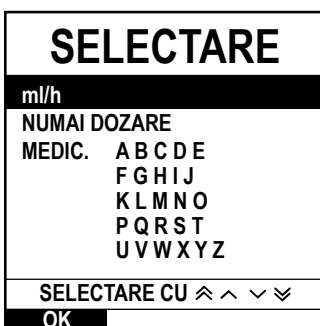 SELECTARE
ml/h
NUMAI DOZARE
MEDIC. A B C D E
F G H I J
K L M N O
P Q R S T
U V W X Y Z
SELECTARE CU
OK